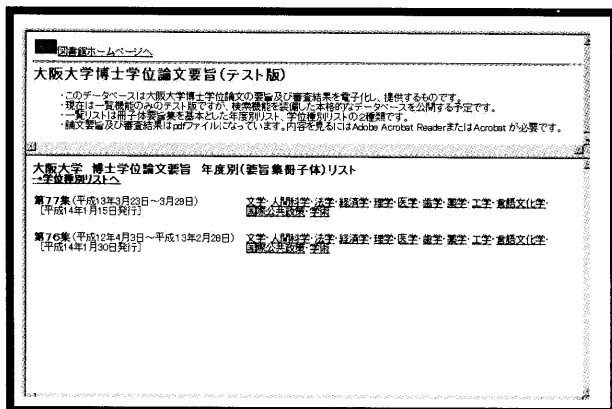 図書館ホームページへ
大阪大学博士学位論文要旨(テスト版)
・このデータベースは大阪大学博士学位論文の要旨及び審査結果を電子化し、提供するものです。
・現在は一覧機能のみのテスト版ですが、検索機能を装備した本格的なデータベースを公開する予定です。
・一覧リストは冊子体要旨集を基本とした年度別リスト、学位種別リストの2種類です。
・論文要旨及び審査結果はpdfファイルになっています。内容を見るにはAdobe Acrobat ReaderまたはAcrobat が必要です。
大阪大学 博士学位論文要旨 年度別(要旨集冊子体)リスト
→学位種別リストへ
第77集(平成13年3月23日～3月29日) 文学・人間科学・法学・経済学・理学・医学・歯学・薬学・工学・言語文化学・
[平成14年1月15日発行] 国際公共政策・学術
第76集(平成12年4月3日～平成13年2月28日) 文学・人間科学・法学・経済学・理学・医学・歯学・薬学・工学・言語文化学・
[平成14年1月30日発行] 国際公共政策・学術